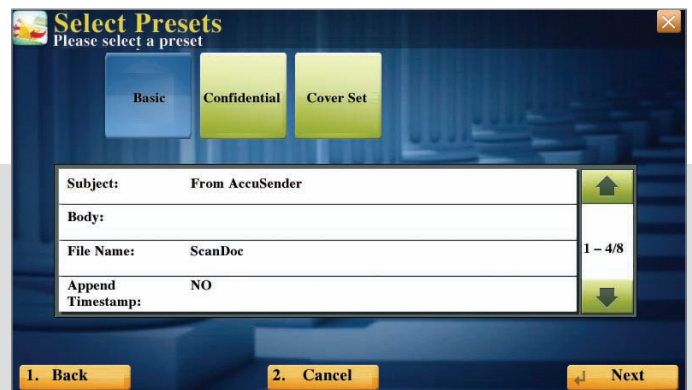 Select Presets
Please select a preset
Basic
Confidential
Cover Set
Subject: From AccuSender
Body:
File Name: ScanDoc
1 – 4/8
Append NO
Timestamp:
1. Back
2. Cancel
Next